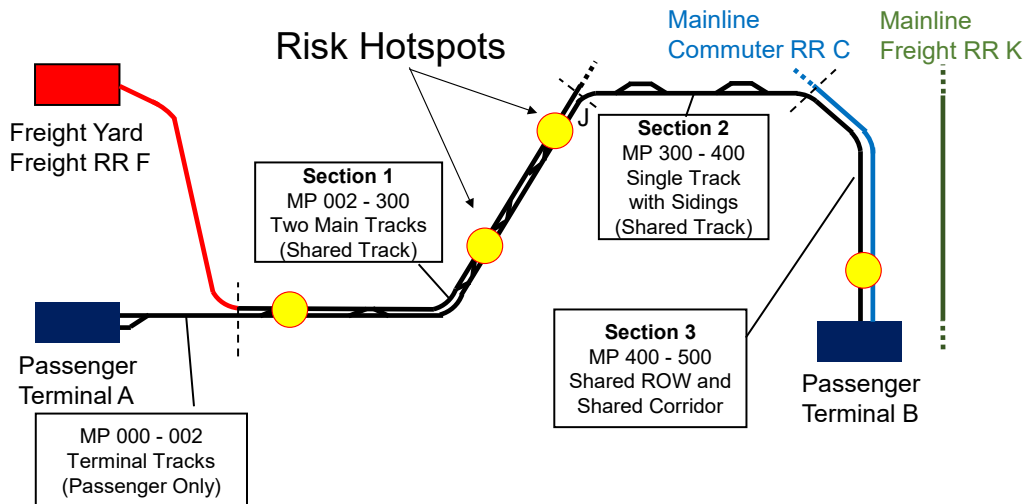 Risk Hotspots
Mainline
Commuter RR C
Mainline
Freight RR K
Freight Yard
Freight RR F
J
Section 1
MP 002 - 300
Two Main Tracks
(Shared Track)
Section 2
MP 300 - 400
Single Track
with Sidings
(Shared Track)
Passenger
Terminal A
Section 3
MP 400 - 500
Shared ROW and
Shared Corridor
Passenger
Terminal B
MP 000 - 002
Terminal Tracks
(Passenger Only)